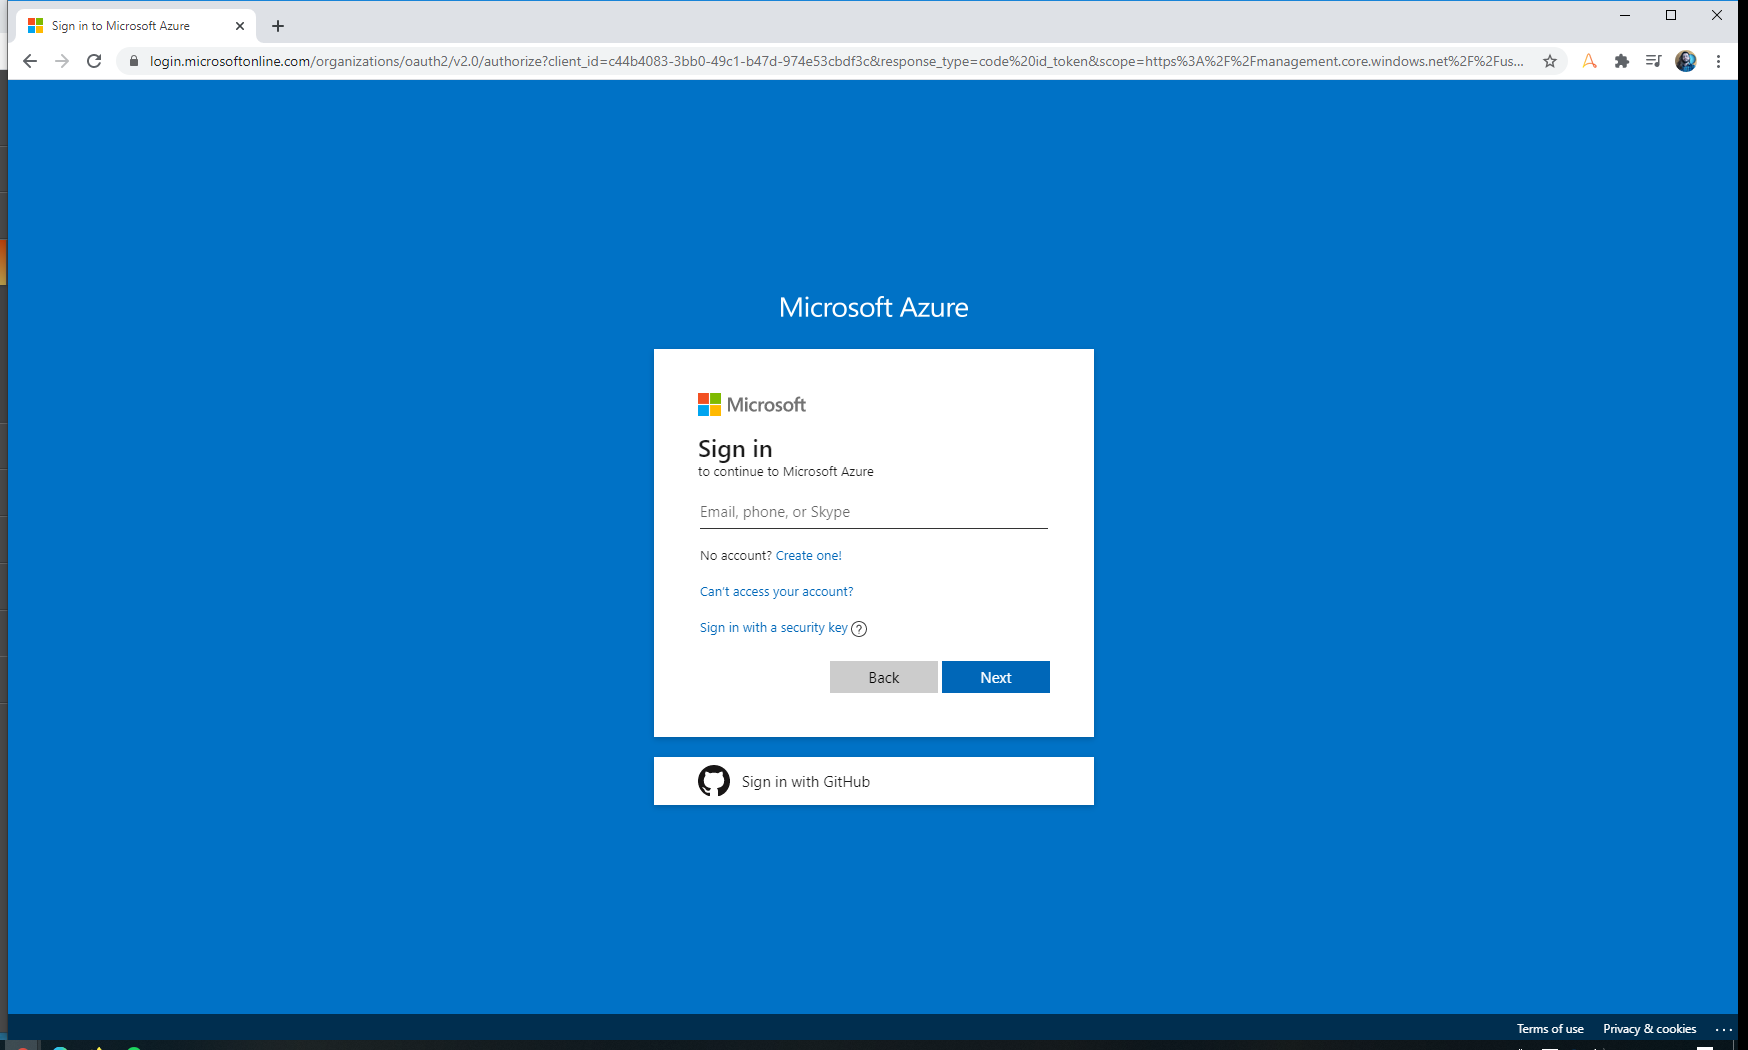 Sign in to Microsoft Azure
login.microsoftonline.com/organizations/oauth2/v2.0/authorize?client_id=c44b4083-3bb0-49c1-b47d-974e53cbdf3c&response_type=code%20id_token&scope=https%3A%2F%2Fmanagement.core.windows.net%2F%2Fus...
Microsoft Azure
Microsoft
Sign in
to continue to Microsoft Azure
Email, phone, or Skype
No account? Create one!
Can't access your account?
Sign in with a security key ?
Back Next
Sign in with GitHub
Terms of use Privacy & cookies ...